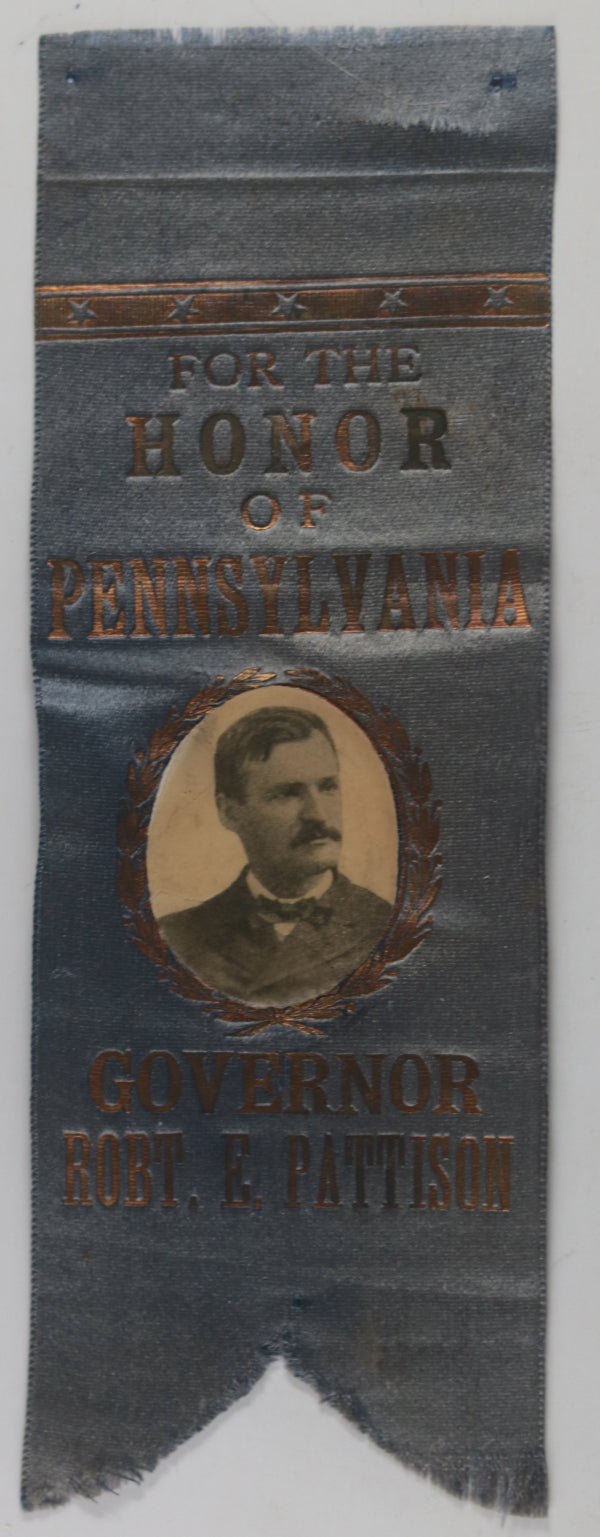 FOR THE
HONOR
OF
PENNSYLVANIA
GOVERNOR
ROBT. E. PATTISON